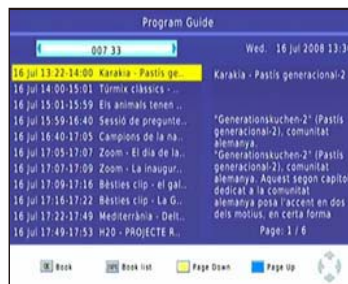 Program Guide
007 33
Wed. 16 Jul 2008 13:3
16 Jul 13:22-14:00 Karakia - Pastís ge..
16 Jul 14:00-15:01 Túrmix clàssics - ..
16 Jul 15:01-15:59 Els animals tenen ..
16 Jul 15:59-16:40 Sessió de pregunte..
16 Jul 16:40-17:05 Campions de la na..
16 Jul 17:05-17:07 Zoom - El dia de la..
16 Jul 17:07-17:09 Zoom - La inaugur..
16 Jul 17:09-17:16 Bèsties clip - el gal..
16 Jul 17:16-17:22 Bèsties clip - La G..
16 Jul 17:22-17:49 Mediterrània - Delt..
16 Jul 17:49-17:53 H2O - PROJECTE R..
Karakia - Pastís generacional-2
"Generationskuchen-2" (Pastís
generacional-2), comunitat
alemanya.
"Generationskuchen-2" (Pastís
generacional-2), comunitat
alemanya. Aquest segon capíto
dedicat a la comunitat
alemanya posa l'accent en dos
dels motius, en certa forma
Page: 1 / 6
Book
Book list
Page Down
Page Up